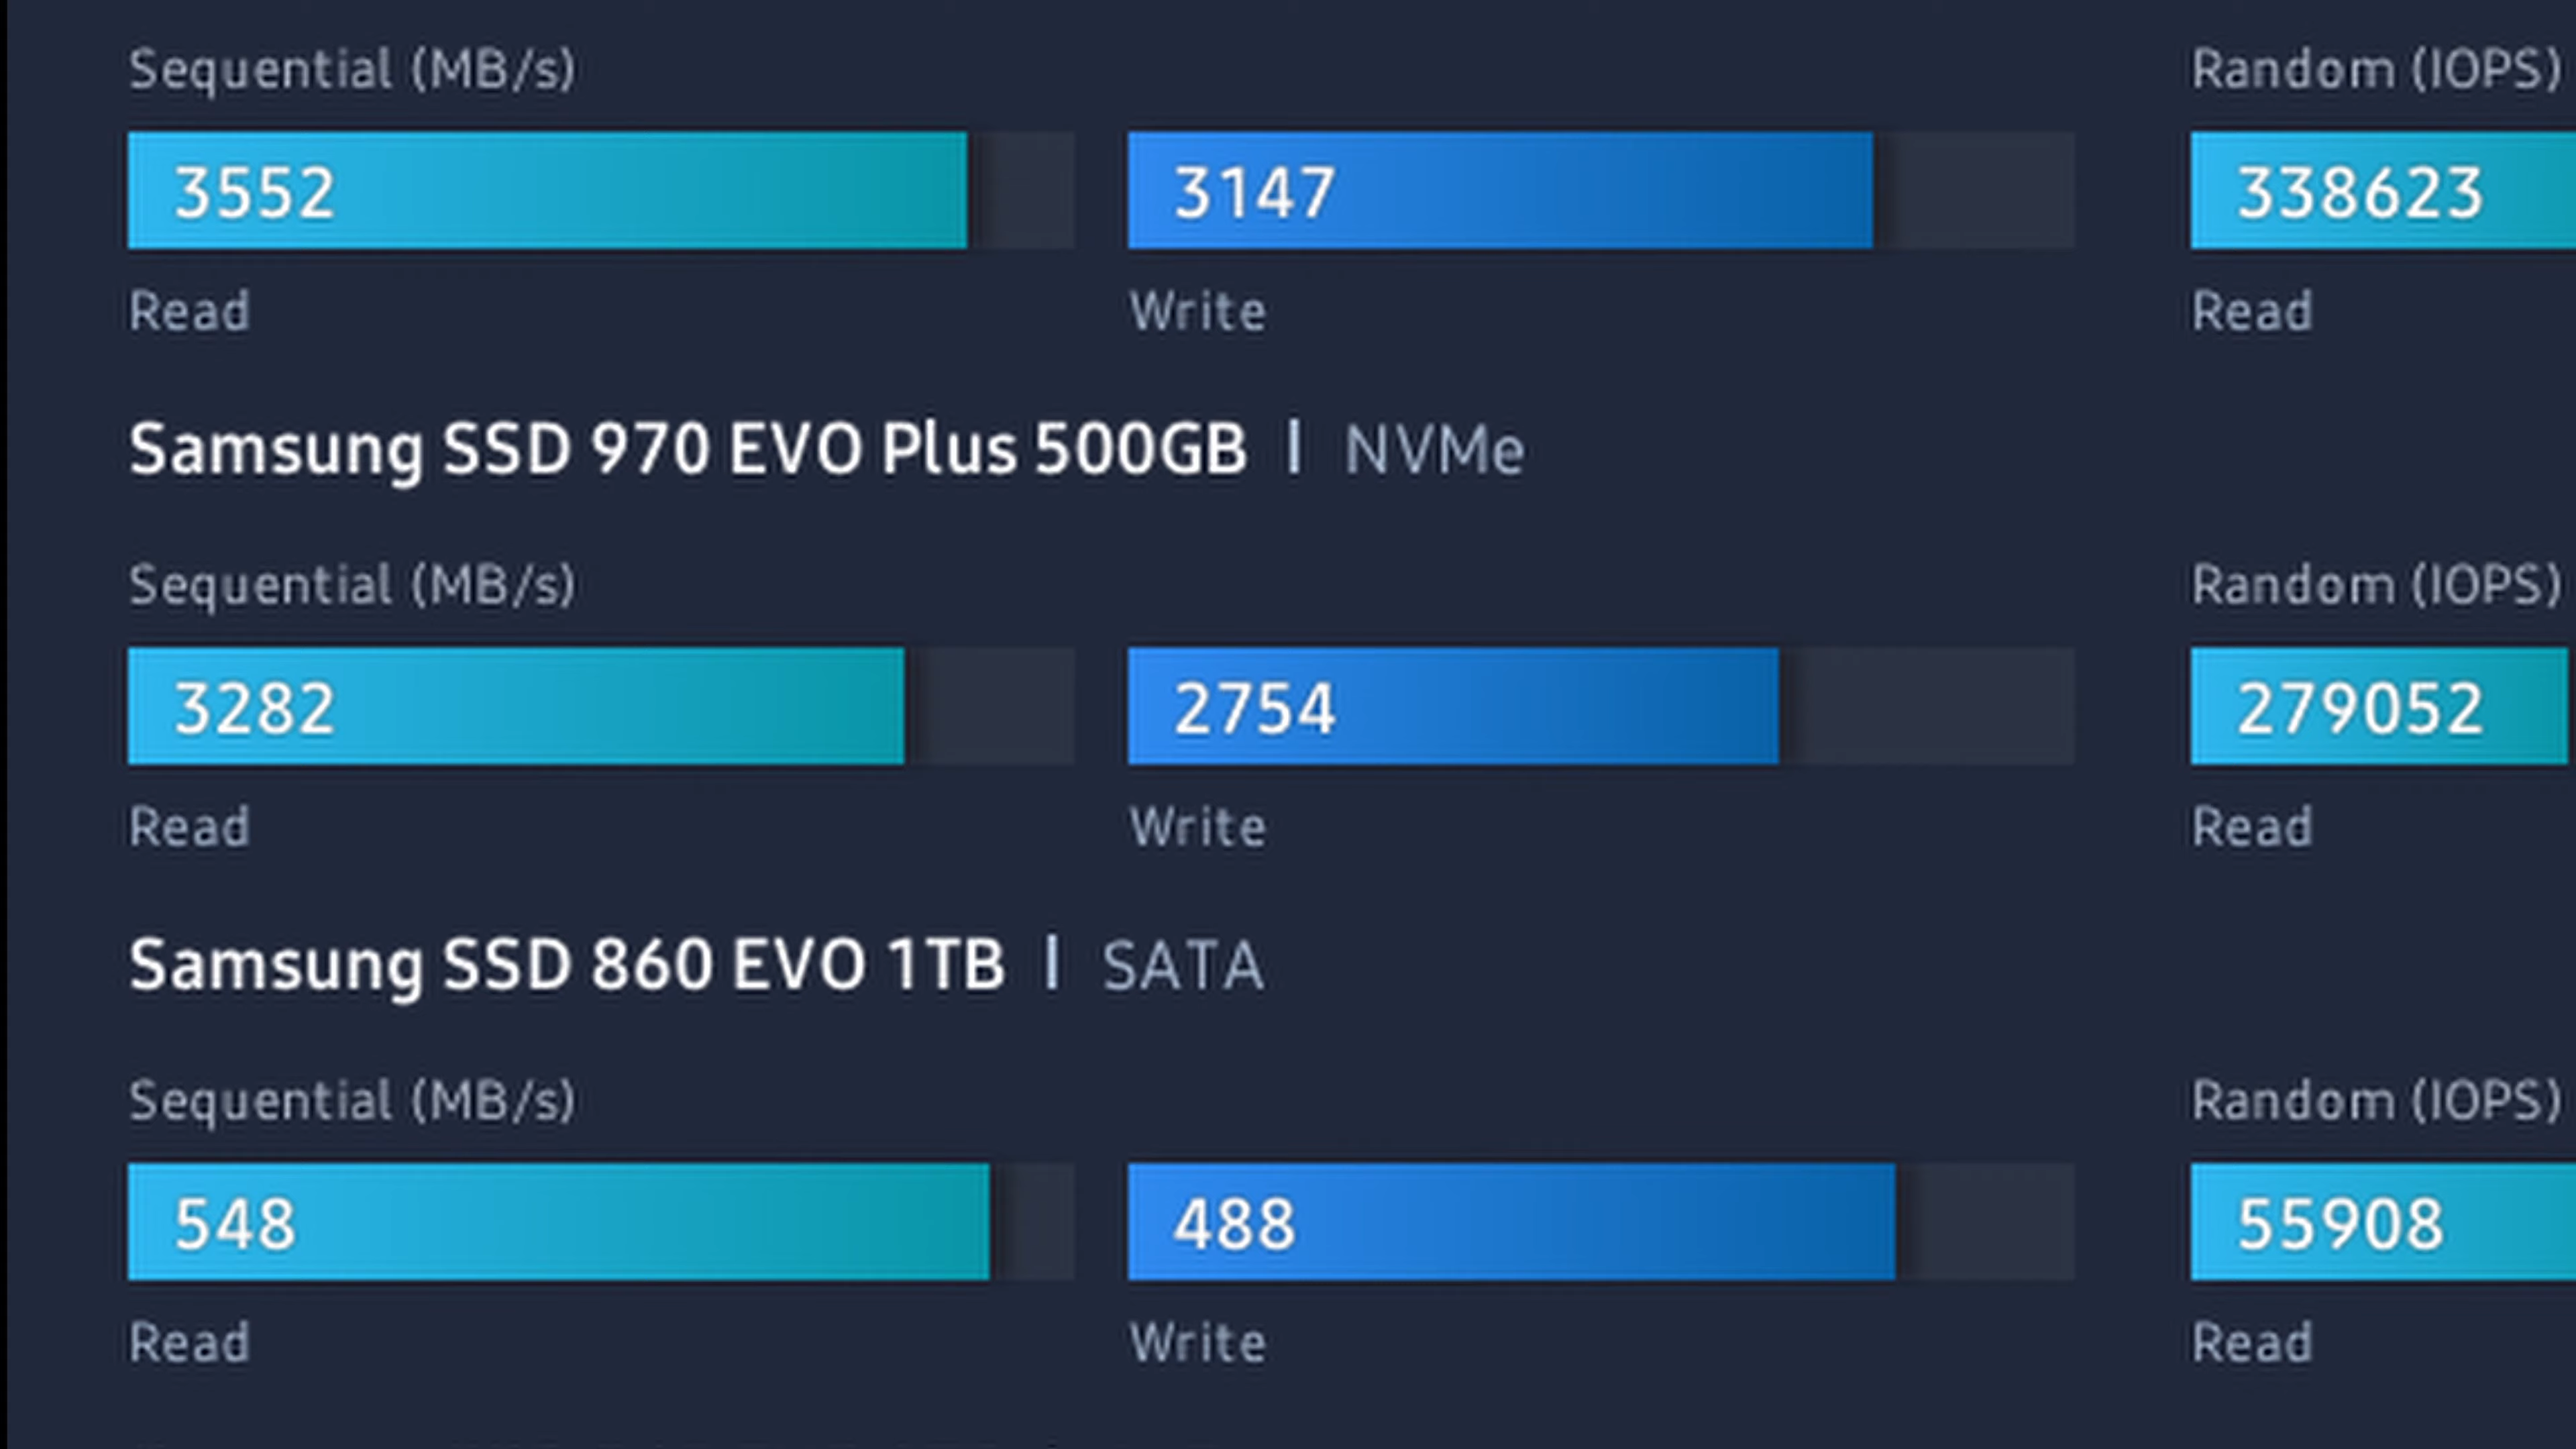 Sequential (MB/s) Random (IOPS)
3552 3147 338623
Read Write Read
Samsung SSD 970 EVO Plus 500GB | NVMe
Sequential (MB/s) Random (IOPS)
3282 2754 279052
Read Write Read
Samsung SSD 860 EVO 1TB | SATA
Sequential (MB/s) Random (IOPS)
548 488 55908
Read Write Read